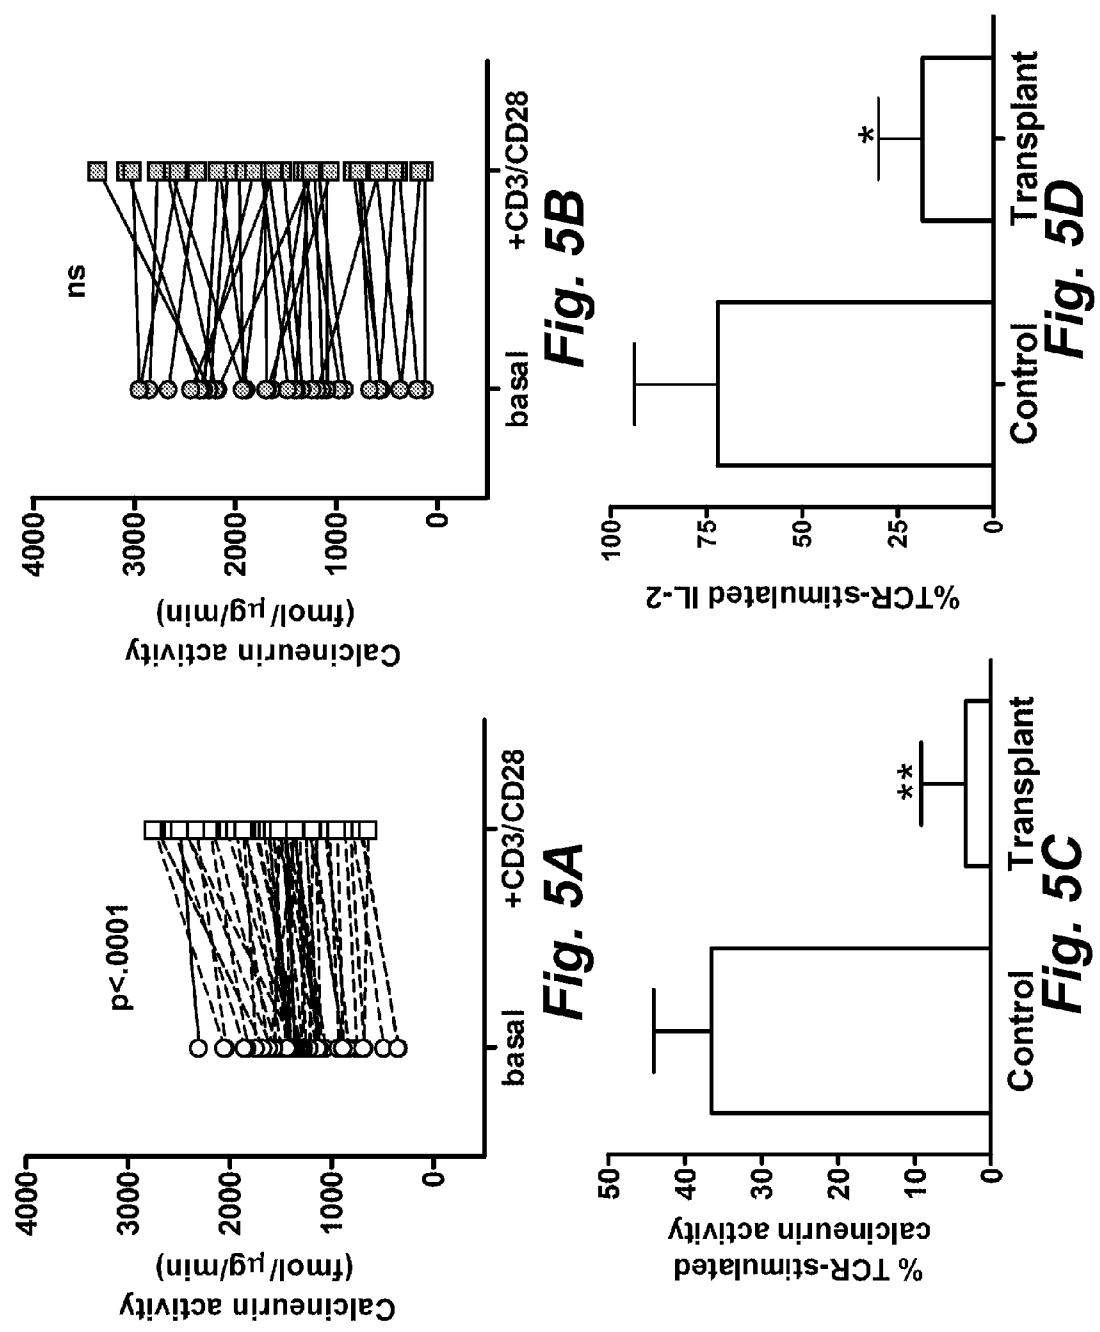 Calcineurin activity
(fmol/µg/min)
4000
3000
2000
1000
0
p<.0001
basal
+CD3/CD28
Fig. 5A
Calcineurin activity
(fmol/µg/min)
4000
3000
2000
1000
0
ns
basal
+CD3/CD28
Fig. 5B
% TCR-stimulated
calcineurin activity
50
40
30
20
10
0
**
Control
Transplant
Fig. 5C
%TCR-stimulated IL-2
100
75
50
25
0
*
Control
Transplant
Fig. 5D